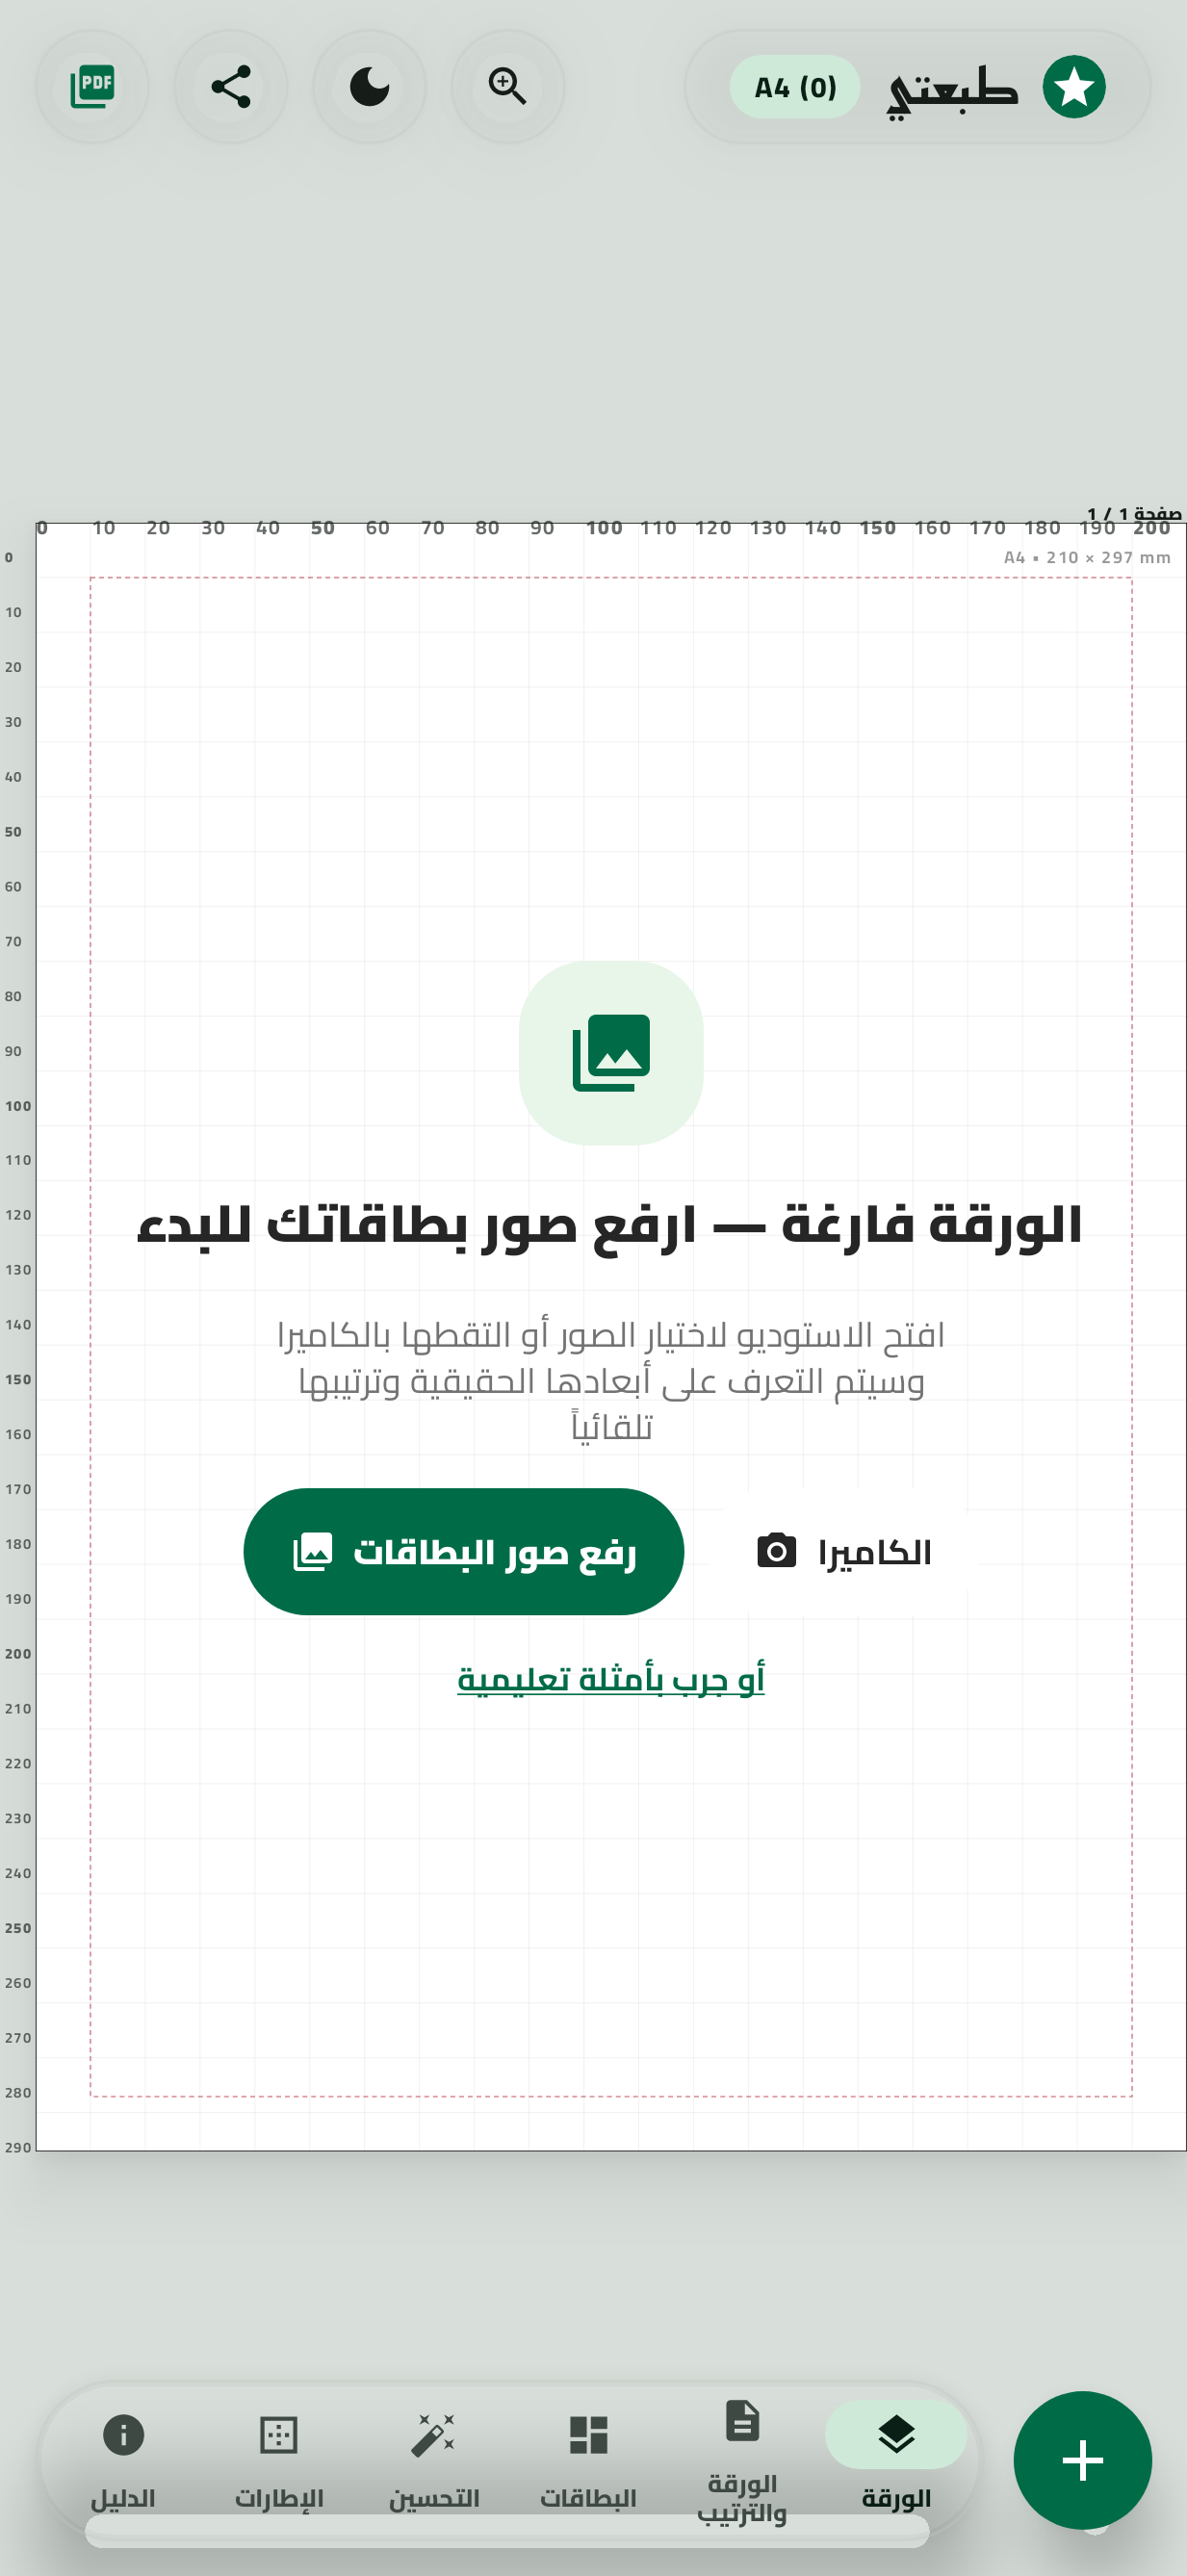 طبعتي
A4 (0)
PDF
صفحة 1 / 1
0 10 20 30 40 50 60 70 80 90 100 110 120 130 140 150 160 170 180 190 200
A4 • 210 × 297 mm
0
10
20
30
40
50
60
70
80
90
100
110
120
130
140
150
160
170
180
190
200
210
220
230
240
250
260
270
280
290
الورقة فارغة — ارفع صور بطاقاتك للبدء
افتح الاستوديو لاختيار الصور أو التقطها بالكاميرا
وسيتم التعرف على أبعادها الحقيقية وترتيبها
تلقائياً
الكاميرا
رفع صور البطاقات
أو جرب بأمثلة تعليمية
الورقة
الورقة
والترتيب
البطاقات
التحسين
الإطارات
الدليل